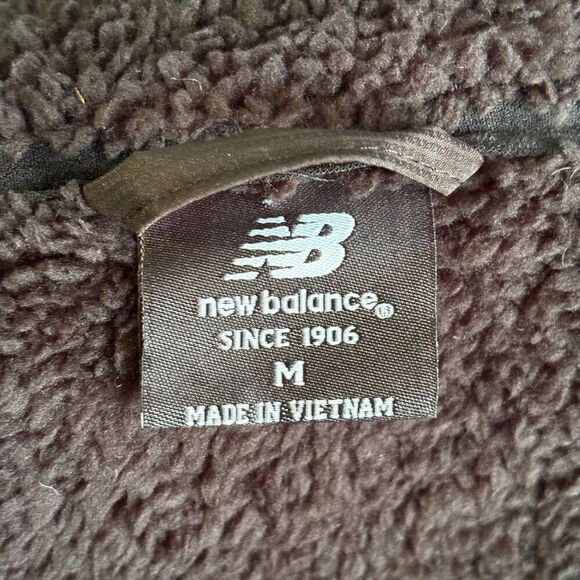 NB
new balance®
SINCE 1906
M
MADE IN VIETNAM